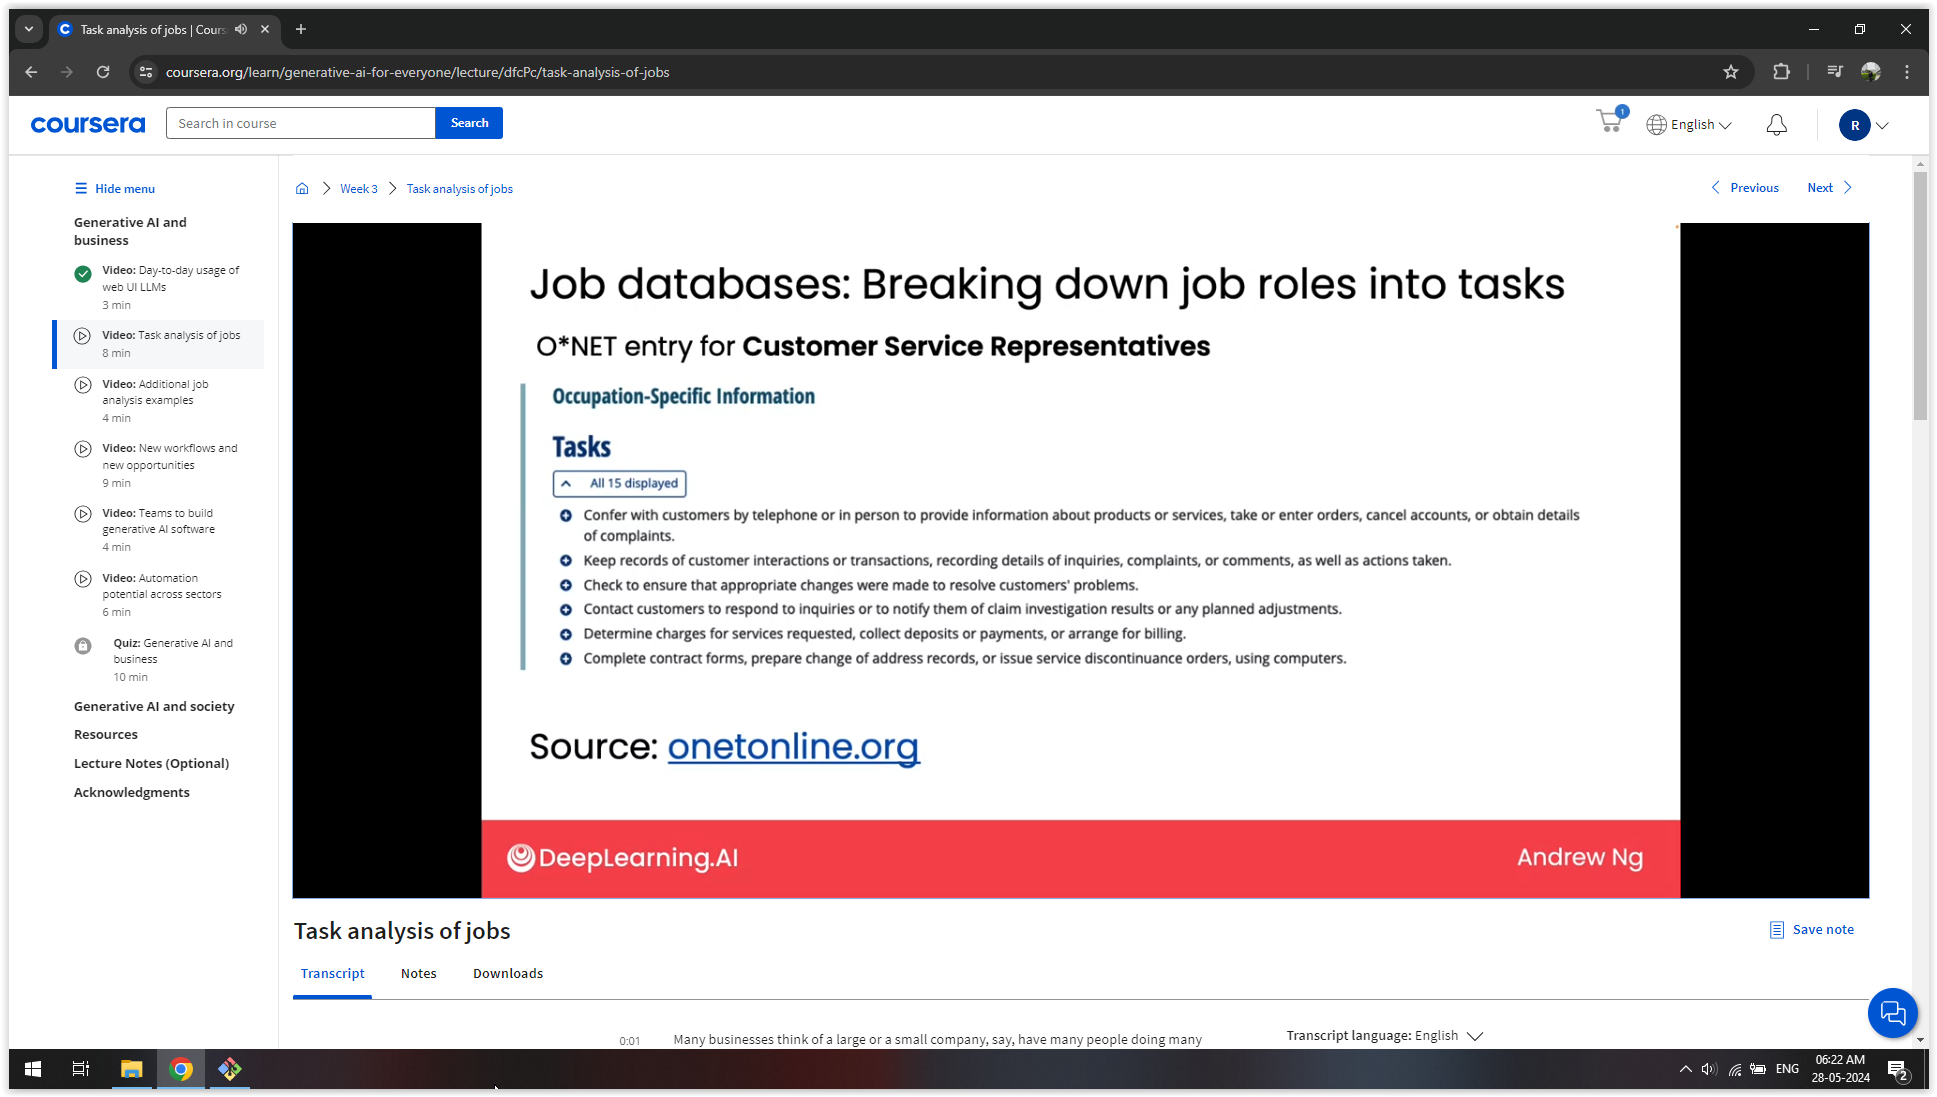 Task analysis of jobs | Cours
coursera.org/learn/generative-ai-for-everyone/lecture/dfcPc/task-analysis-of-jobs
coursera
Search in course
Search
1
English
R
Hide menu
Week 3
Task analysis of jobs
Previous
Next
Generative AI and
business
Video: Day-to-day usage of
web UI LLMs
3 min
Video: Task analysis of jobs
8 min
Video: Additional job
analysis examples
4 min
Video: New workflows and
new opportunities
9 min
Video: Teams to build
generative AI software
4 min
Video: Automation
potential across sectors
6 min
Quiz: Generative AI and
business
10 min
Generative AI and society
Resources
Lecture Notes (Optional)
Acknowledgments
Job databases: Breaking down job roles into tasks
O*NET entry for Customer Service Representatives
Occupation-Specific Information
Tasks
All 15 displayed
Confer with customers by telephone or in person to provide information about products or services, take or enter orders, cancel accounts, or obtain details
of complaints.
Keep records of customer interactions or transactions, recording details of inquiries, complaints, or comments, as well as actions taken.
Check to ensure that appropriate changes were made to resolve customers' problems.
Contact customers to respond to inquiries or to notify them of claim investigation results or any planned adjustments.
Determine charges for services requested, collect deposits or payments, or arrange for billing.
Complete contract forms, prepare change of address records, or issue service discontinuance orders, using computers.
Source: onetonline.org
DeepLearning.AI
Andrew Ng
Task analysis of jobs
Save note
Transcript
Notes
Downloads
0:01
Many businesses think of a large or a small company, say, have many people doing many
Transcript language: English
ENG
06:22 AM
28-05-2024
2